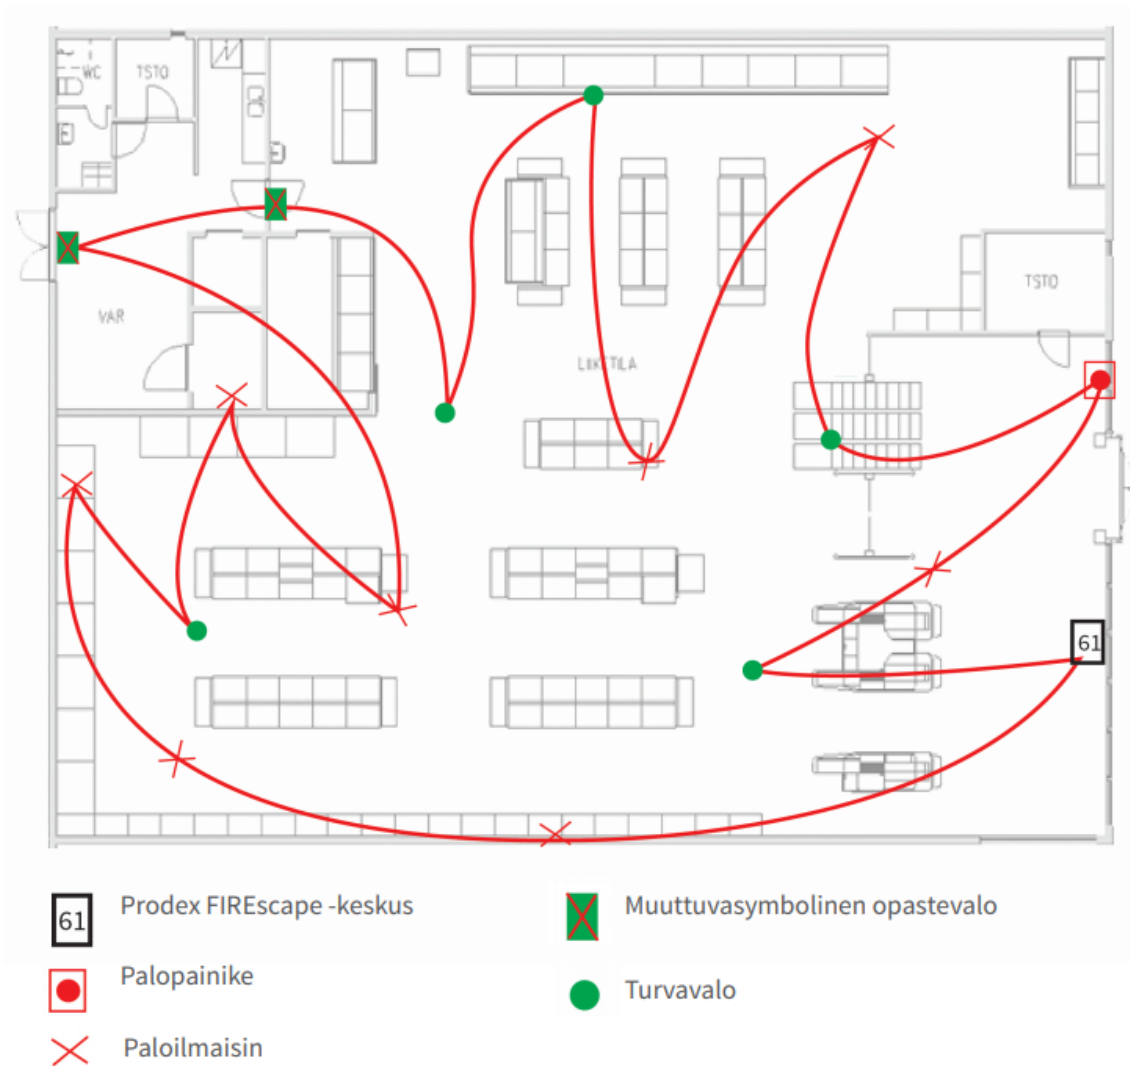 WC
TSTO
TSTO
VAR
LIIKETILA
61
61
Prodex FIREscape -keskus
Muuttuvasymbolinen opastevalo
Palopainike
Turvavalo
Paloilmaisin